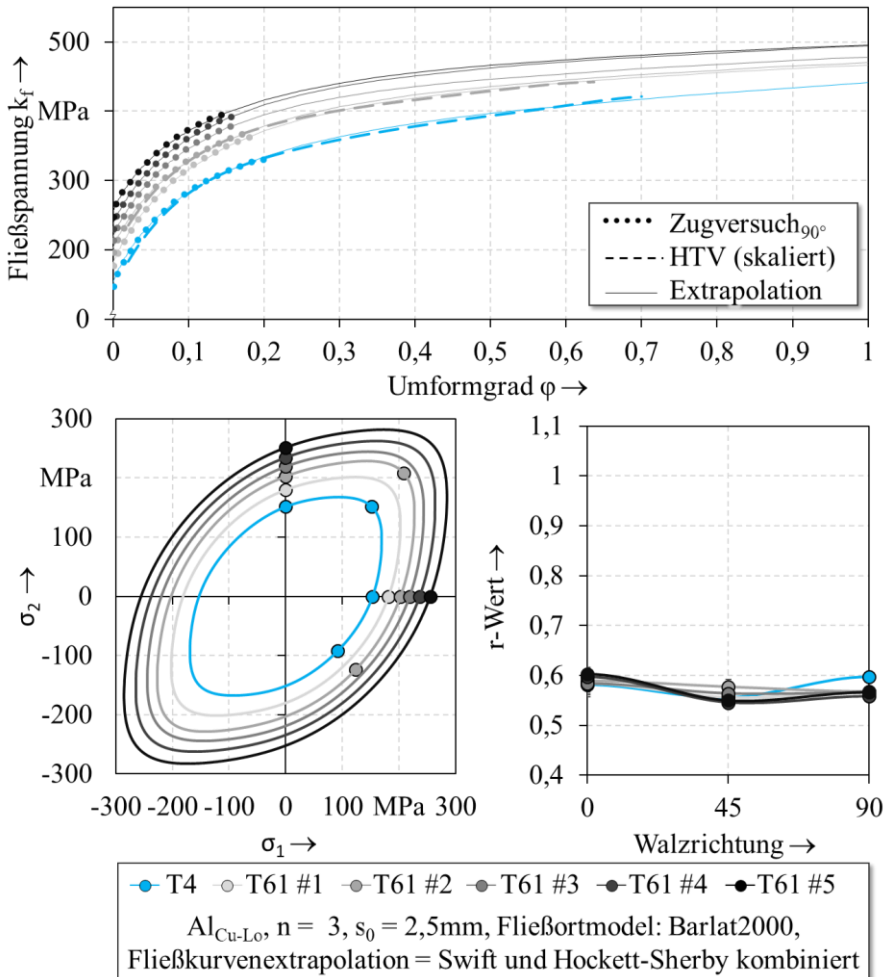 500
MPa
300
200
0
Fließspannung k_f →
Zugversuch_90°
HTV (skaliert)
Extrapolation
0 0,1 0,2 0,3 0,4 0,5 0,6 0,7 0,8 0,9 1
Umformgrad φ →
300
MPa
100
0
-100
-200
-300
σ_2 →
-300 -200 -100 0 100 MPa 300
σ_1 →
1,1
1
0,9
0,8
0,7
0,6
0,5
0,4
r-Wert →
0 45 90
Walzrichtung →
T4 T61 #1 T61 #2 T61 #3 T61 #4 T61 #5
Al_Cu-Lo, n = 3, s_0 = 2,5mm, Fließortmodel: Barlat2000,
Fließkurvenextrapolation = Swift und Hockett-Sherby kombiniert